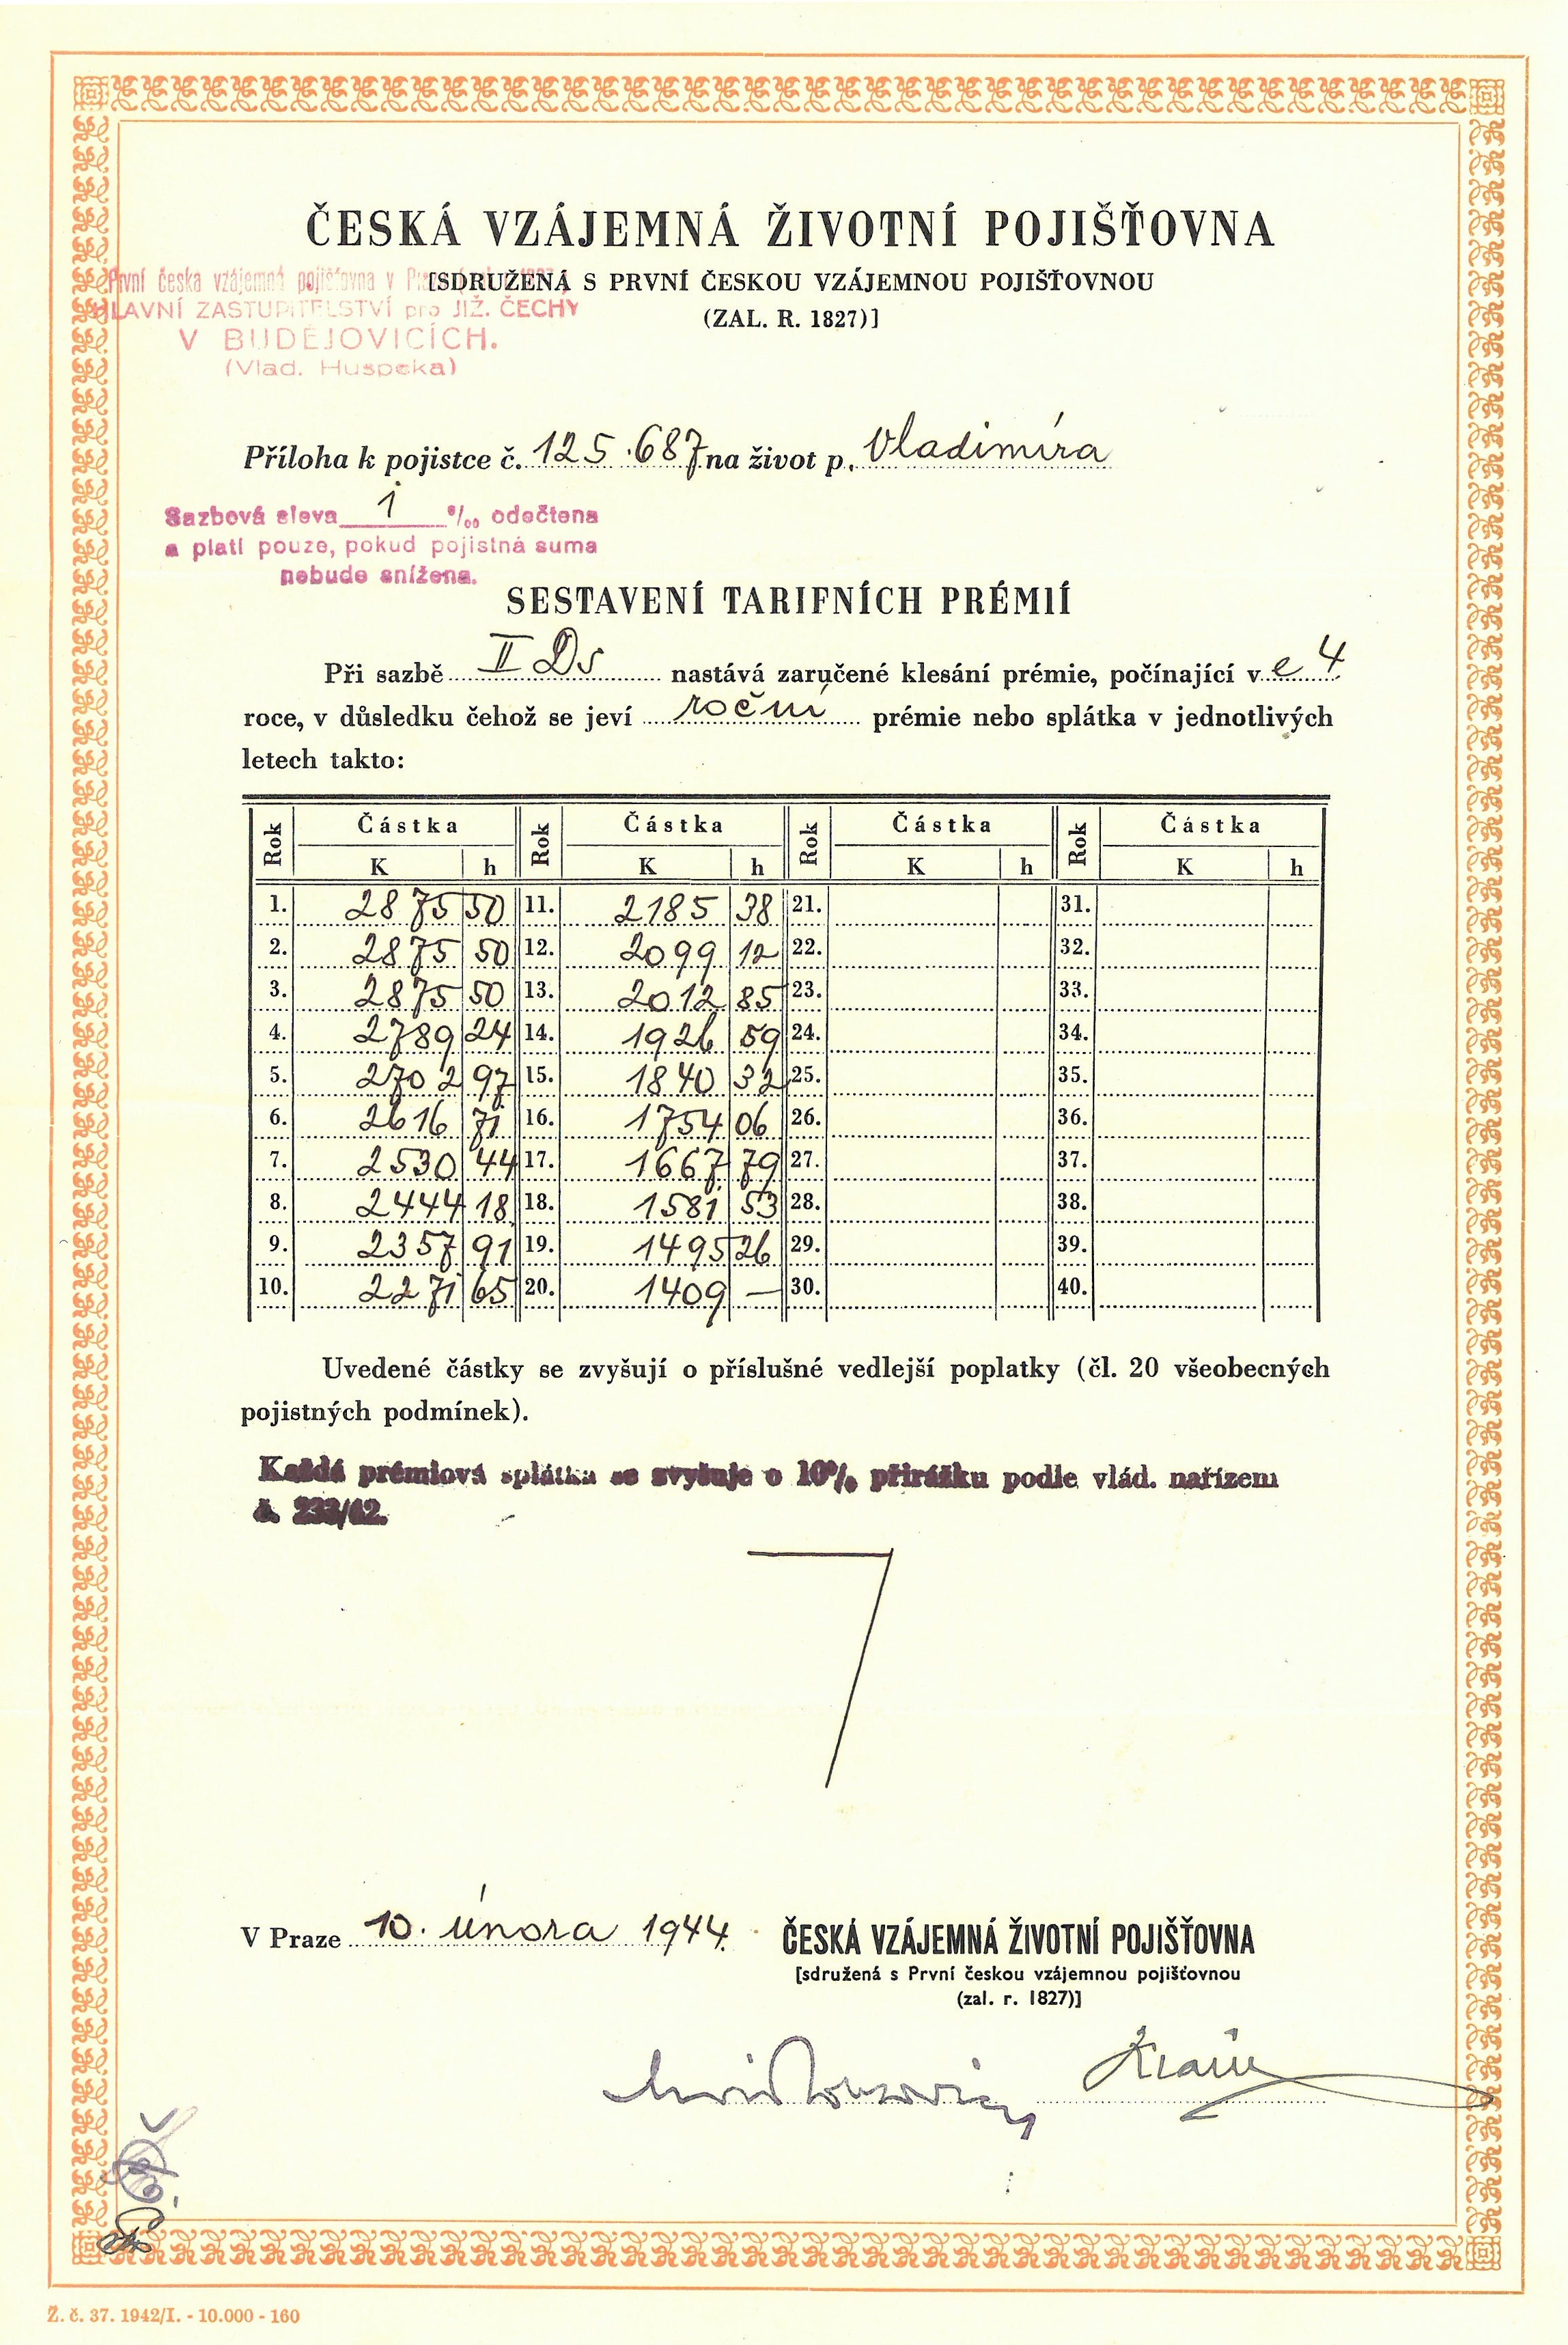 ČESKÁ VZÁJEMNÁ ŽIVOTNÍ POJIŠŤOVNA
[SDRUŽENÁ S PRVNÍ ČESKOU VZÁJEMNOU POJIŠŤOVNOU
(ZAL. R. 1827)]
První česka vzájemná pojišťovna v
HLAVNÍ ZASTUPITELSTVÍ pro JIŽ. ČECHY
V BUDĚJOVICÍCH.
(Vlad. Huspeka)
Příloha k pojistce č. 125.687 na život p. Vladimíra
Sazbová sleva 1 ‰ odečtena
a platí pouze, pokud pojistná suma
nebude snížena.
SESTAVENÍ TARIFNÍCH PRÉMIÍ
Při sazbě II Ds nastává zaručené klesání prémie, počínající v e 4
roce, v důsledku čehož se jeví roční prémie nebo splátka v jednotlivých
letech takto:
Rok Částka Rok Částka Rok Částka Rok Částka
K h K h K h K h
1. 2875 50 11. 2185 38 21. 31.
2. 2875 50 12. 2099 12 22. 32.
3. 2875 50 13. 2012 85 23. 33.
4. 2789 24 14. 1926 59 24. 34.
5. 2702 97 15. 1840 32 25. 35.
6. 2616 71 16. 1754 06 26. 36.
7. 2530 44 17. 1667 79 27. 37.
8. 2444 18 18. 1581 53 28. 38.
9. 2357 91 19. 1495 26 29. 39.
10. 2271 65 20. 1409 — 30. 40.
Uvedené částky se zvyšují o příslušné vedlejší poplatky (čl. 20 všeobecných
pojistných podmínek).
Každá prémiová splátka se zvyšuje o 10% přirážku podle vlád. nařízení
č. 233/42.
V Praze 10. února 1944.
ČESKÁ VZÁJEMNÁ ŽIVOTNÍ POJIŠŤOVNA
[sdružená s První českou vzájemnou pojišťovnou
(zal. r. 1827)]
Ž. č. 37. 1942/I. - 10.000 - 160